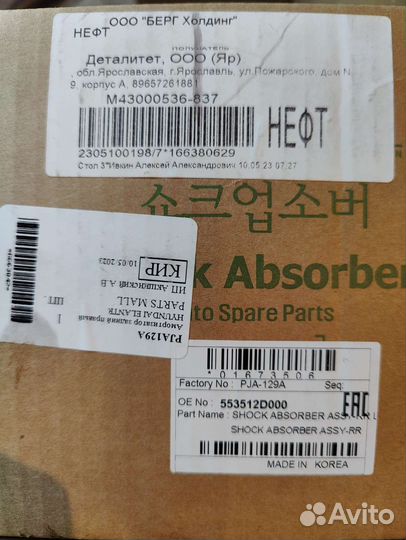 ООО "БЕРГ Холдинг"
НЕФТ
получатель
Деталитет, ООО (Яр)
, обл.Ярославская, г.Ярославль, ул.Пожарского, дом N
9, корпус А, 89657261881
М43000536-837
НЕФТ
2305100198/7*166380629
Стол 3*Ивкин Алексей Александрович 10.05.23 07:27
쇼크업소버
k Absorber
to Spare Parts
PJA129A
Амортизатор задний правый
HYUNDAI ELANTR
PARTS MALL
ИП Акшинский А.В
КИР
10.05.2023
1 шт.
*01673506
Factory No : PJA-129A Seq:
OE No : 553512D000
EAC
Part Name : SHOCK ABSORBER ASSY-RR L
SHOCK ABSORBER ASSY-RR
MADE IN KOREA
Avito